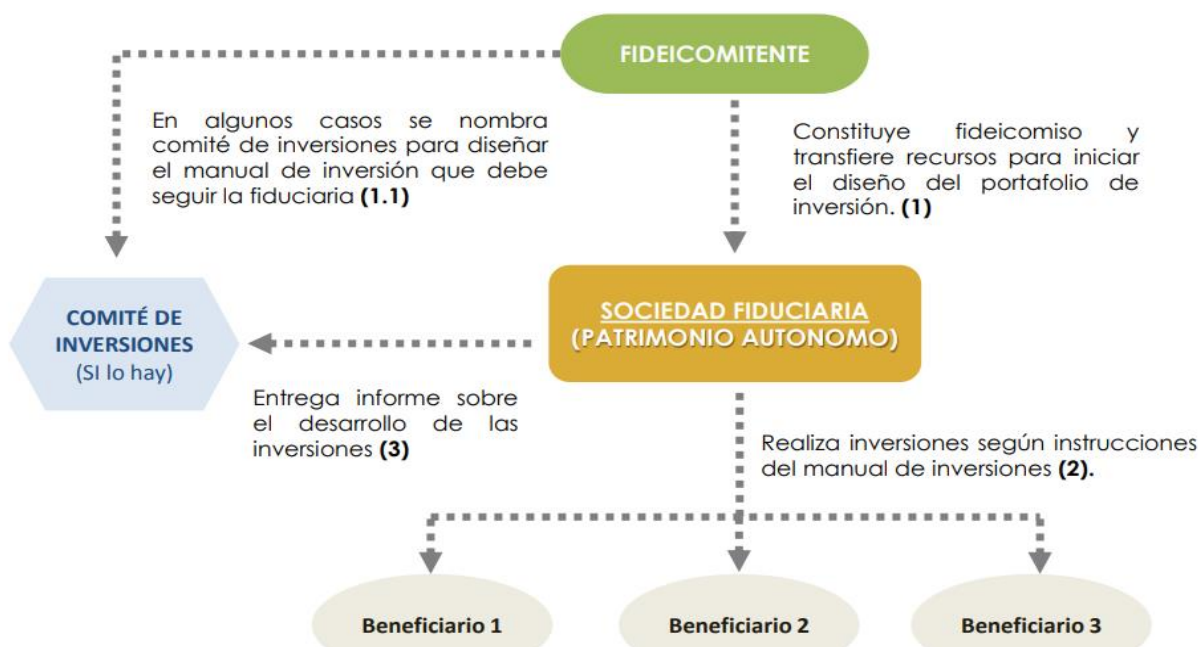 FIDEICOMITENTE
En algunos casos se nombra
comité de inversiones para diseñar
el manual de inversión que debe
seguir la fiduciaria (1.1)
Constituye fideicomiso y
transfiere recursos para iniciar
el diseño del portafolio de
inversión. (1)
COMITÉ DE
INVERSIONES
(SI lo hay)
SOCIEDAD FIDUCIARIA
(PATRIMONIO AUTONOMO)
Entrega informe sobre
el desarrollo de las
inversiones (3)
Realiza inversiones según instrucciones
del manual de inversiones (2).
Beneficiario 1
Beneficiario 2
Beneficiario 3